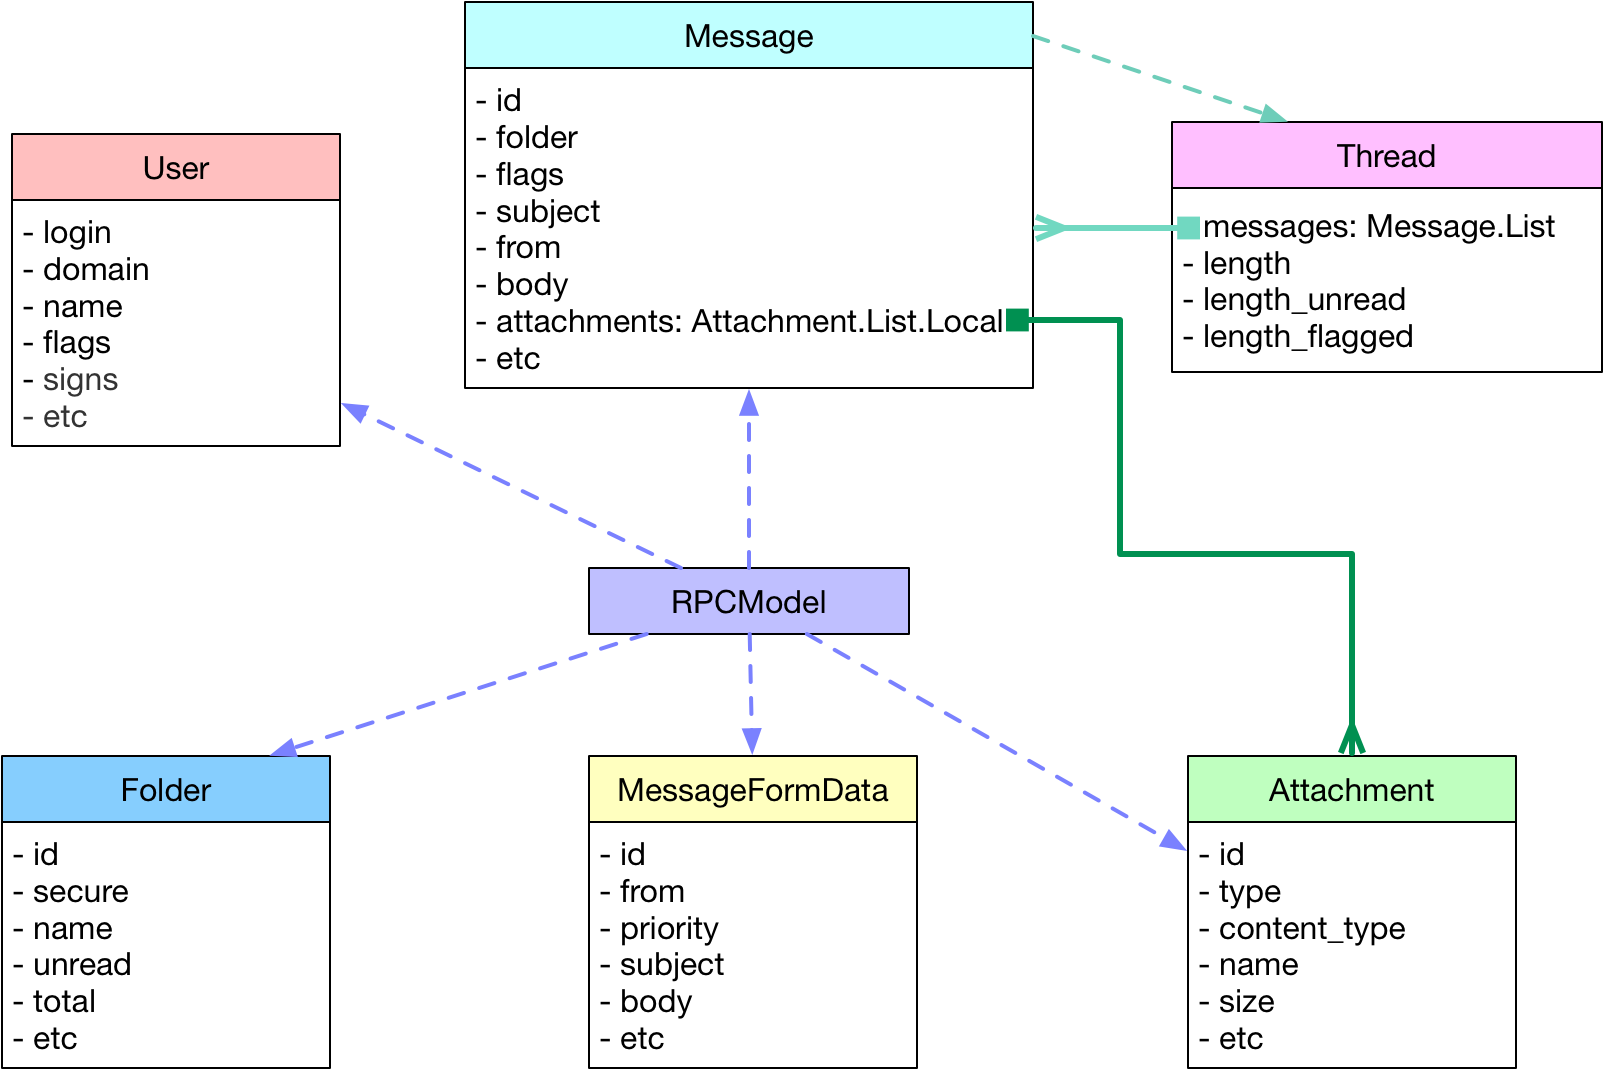 Message
- id
- folder
- flags
- subject
- from
- body
- attachments: Attachment.List.Local
- etc
User
- login
- domain
- name
- flags
- signs
- etc
Thread
messages: Message.List
- length
- length_unread
- length_flagged
RPCModel
Folder
- id
- secure
- name
- unread
- total
- etc
MessageFormData
- id
- from
- priority
- subject
- body
- etc
Attachment
- id
- type
- content_type
- name
- size
- etc